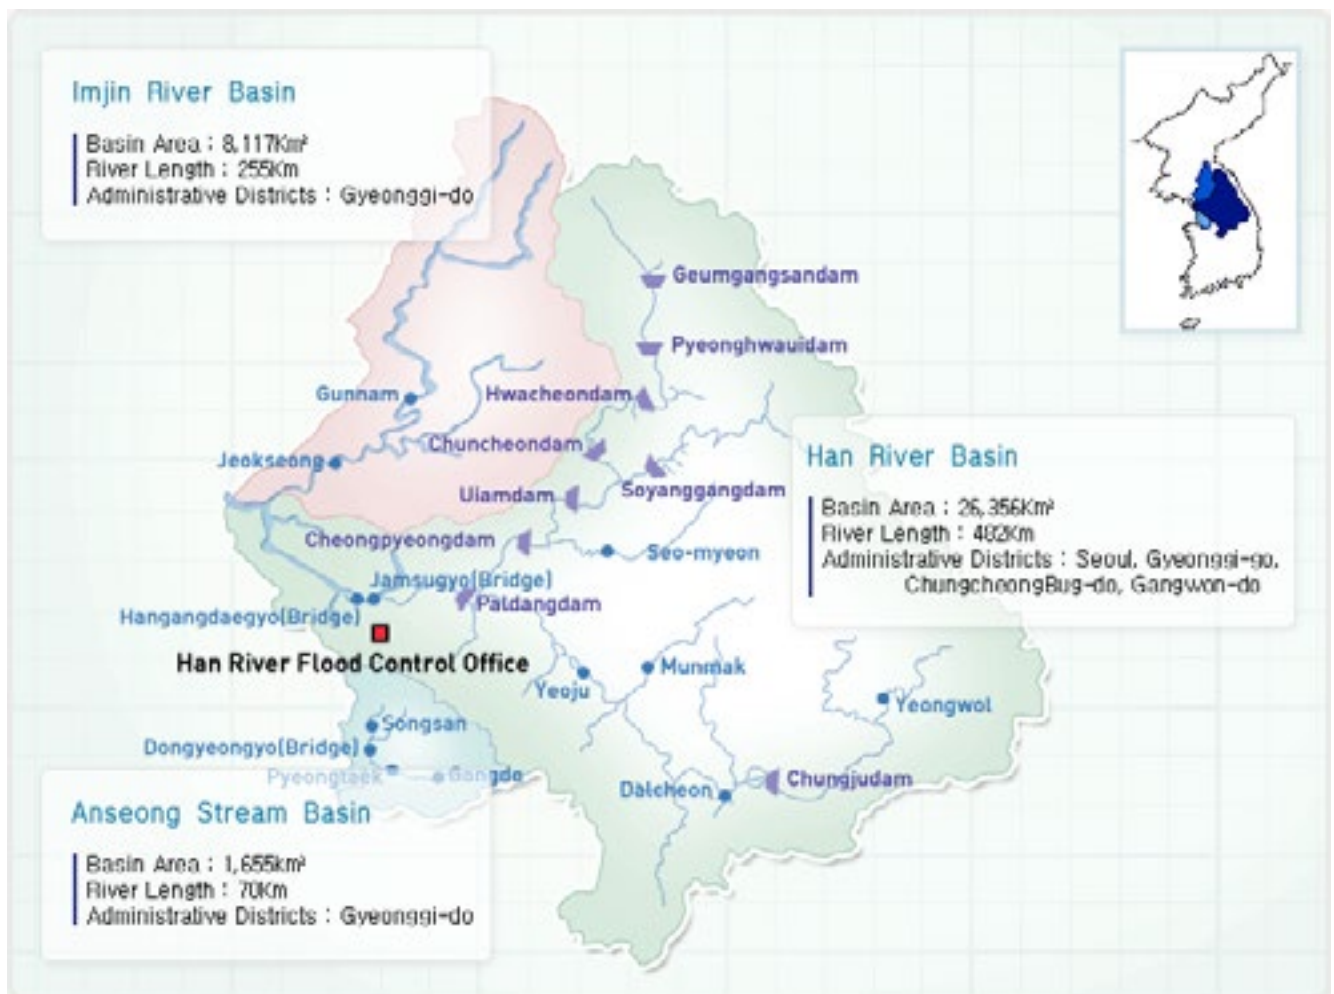 Imjin River Basin
Basin Area : 8,117Km²
River Length : 255Km
Administrative Districts : Gyeonggi-do
Geumgangsandam
Pyeonghwauidam
Gunnam
Hwacheondam
Chuncheondam
Jeokseong
Soyanggangdam
Uiamdam
Han River Basin
Basin Area : 26,356Km²
River Length : 482Km
Administrative Districts : Seoul, Gyeonggi-go,
ChungcheongBug-do, Gangwon-do
Cheongpyeongdam
Seo-myeon
Jamsugyo(Bridge)
Paldangdam
Hangangdaegyo(Bridge)
Han River Flood Control Office
Munmak
Yeoju
Yeongwol
Songsan
Dongyeongyo(Bridge)
Pyeongtaek
Gongdo
Chungjudam
Dalcheon
Anseong Stream Basin
Basin Area : 1,655km²
River Length : 70Km
Administrative Districts : Gyeonggi-do